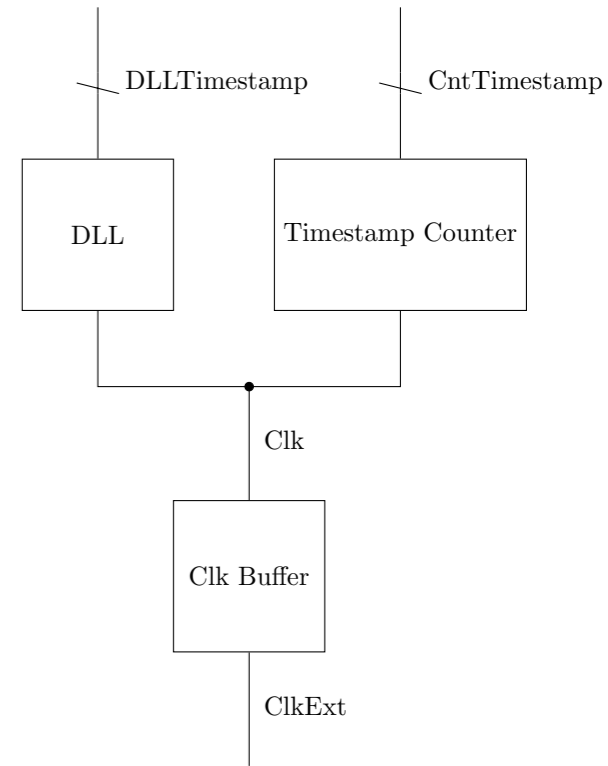 DLLTimestamp
CntTimestamp
DLL
Timestamp Counter
Clk
Clk Buffer
ClkExt